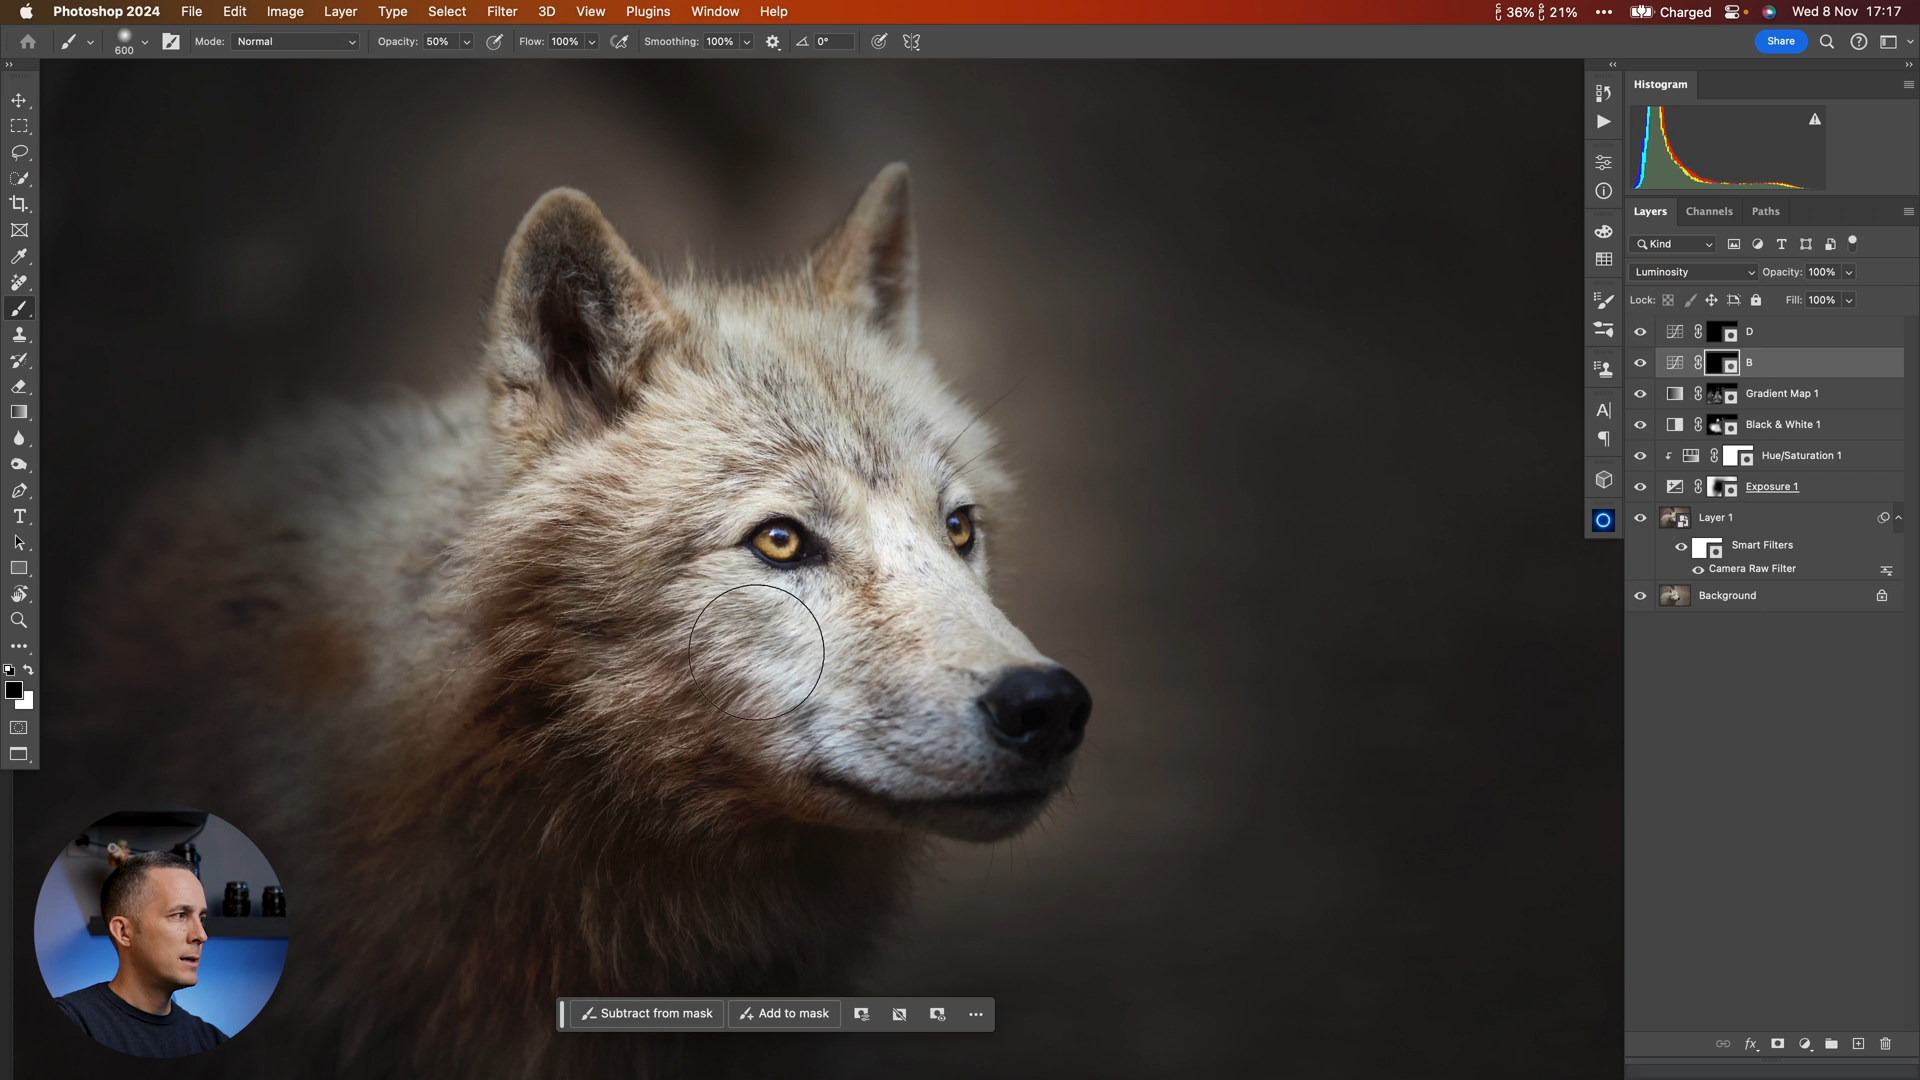 Photoshop 2024 File Edit Image Layer Type Select Filter 3D View Plugins Window Help 36% 21% Charged Wed 8 Nov 17:17
600 Mode: Normal Opacity: 50% Flow: 100% Smoothing: 100% 0° Share
Histogram
Layers Channels Paths
Kind
Luminosity Opacity: 100%
Lock: Fill: 100%
D
B
Gradient Map 1
Black & White 1
Hue/Saturation 1
Exposure 1
Layer 1
Smart Filters
Camera Raw Filter
Background
Subtract from mask Add to mask
fx